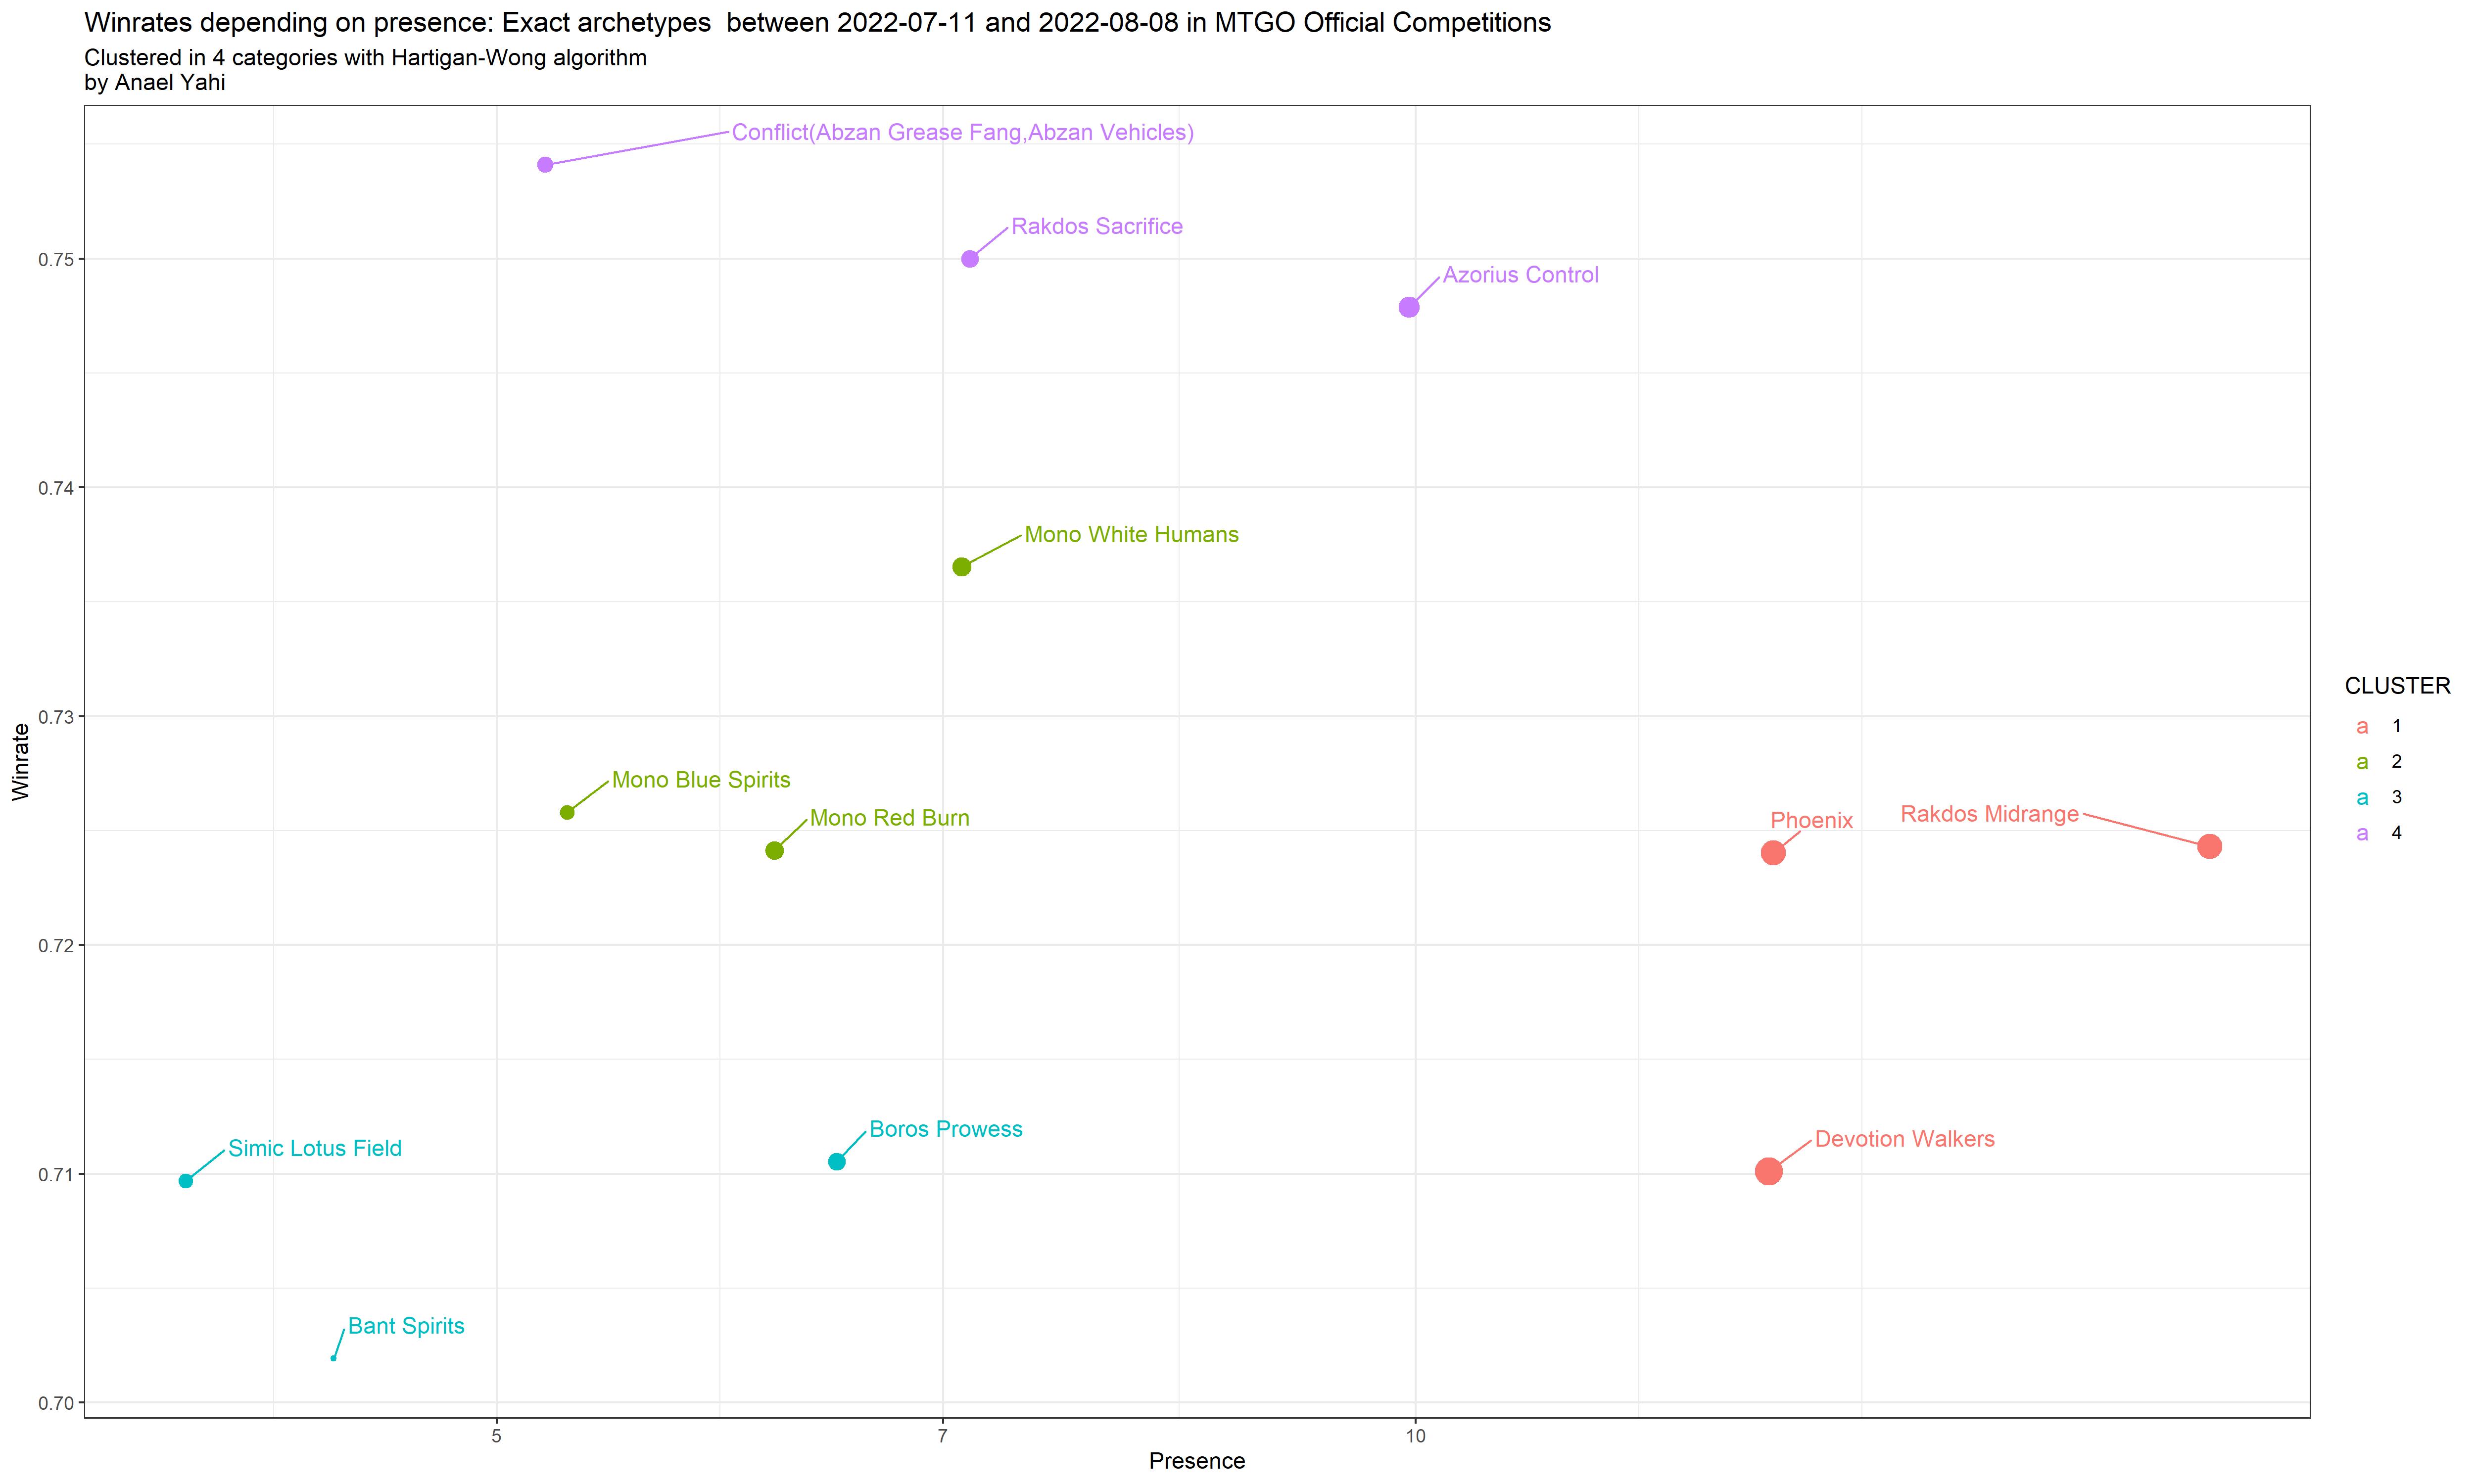 Winrates depending on presence: Exact archetypes  between 2022-07-11 and 2022-08-08 in MTGO Official Competitions
Clustered in 4 categories with Hartigan-Wong algorithm
by Anael Yahi
Conflict(Abzan Grease Fang,Abzan Vehicles)
Rakdos Sacrifice
0.75
Azorius Control
0.74
Mono White Humans
CLUSTER
0.73
a 1
Winrate
a 2
Mono Blue Spirits
a 3
Mono Red Burn
Phoenix
Rakdos Midrange
a 4
0.72
Boros Prowess
Devotion Walkers
Simic Lotus Field
0.71
Bant Spirits
0.70
5
7
10
Presence